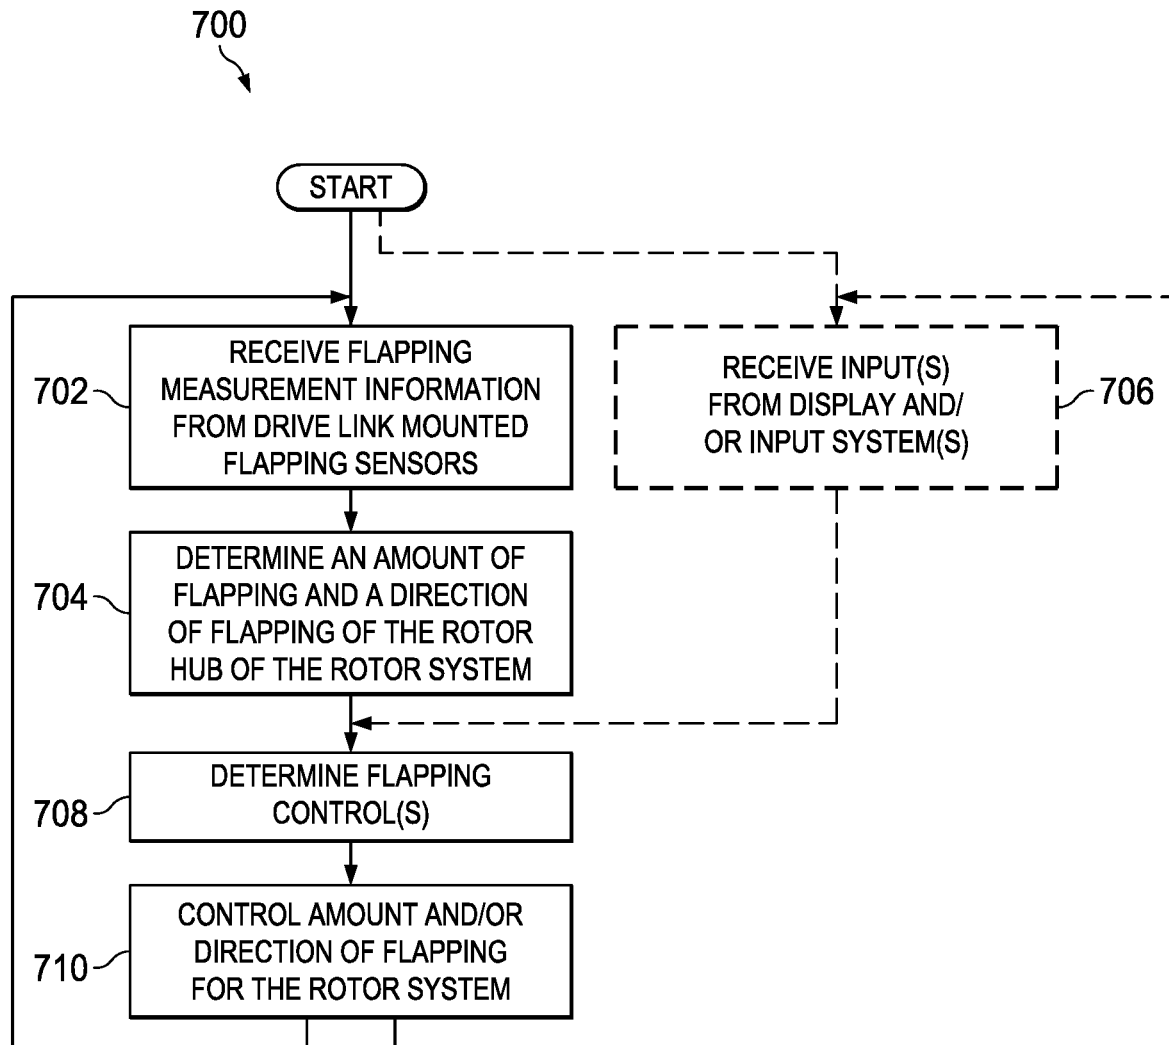 700
START
702
RECEIVE FLAPPING
MEASUREMENT INFORMATION
FROM DRIVE LINK MOUNTED
FLAPPING SENSORS
RECEIVE INPUT(S)
FROM DISPLAY AND/
OR INPUT SYSTEM(S)
706
704
DETERMINE AN AMOUNT OF
FLAPPING AND A DIRECTION
OF FLAPPING OF THE ROTOR
HUB OF THE ROTOR SYSTEM
708
DETERMINE FLAPPING
CONTROL(S)
710
CONTROL AMOUNT AND/OR
DIRECTION OF FLAPPING
FOR THE ROTOR SYSTEM